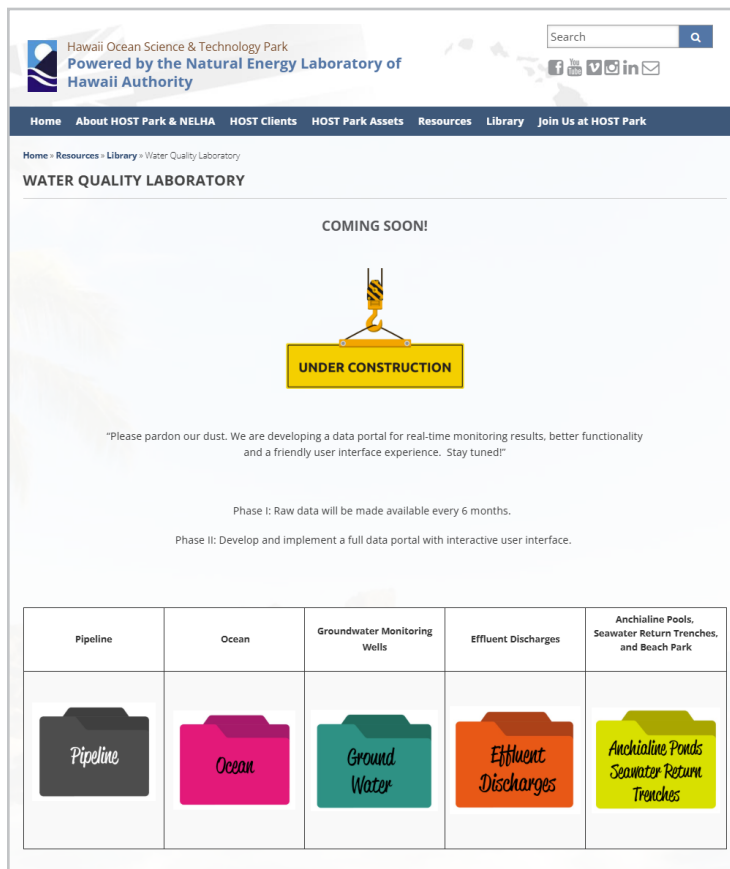 Hawaii Ocean Science & Technology Park
Powered by the Natural Energy Laboratory of
Hawaii Authority
Search
You
Tube
Home About HOST Park & NELHA HOST Clients HOST Park Assets Resources Library Join Us at HOST Park
Home » Resources » Library » Water Quality Laboratory
WATER QUALITY LABORATORY
COMING SOON!
UNDER CONSTRUCTION
"Please pardon our dust. We are developing a data portal for real-time monitoring results, better functionality
and a friendly user interface experience. Stay tuned!"
Phase I: Raw data will be made available every 6 months.
Phase II: Develop and implement a full data portal with interactive user interface.
Pipeline
Ocean
Groundwater Monitoring
Wells
Effluent Discharges
Anchialine Pools,
Seawater Return Trenches,
and Beach Park
Pipeline
Ocean
Ground
Water
Effluent
Discharges
Anchialine Ponds
Seawater Return
Trenches